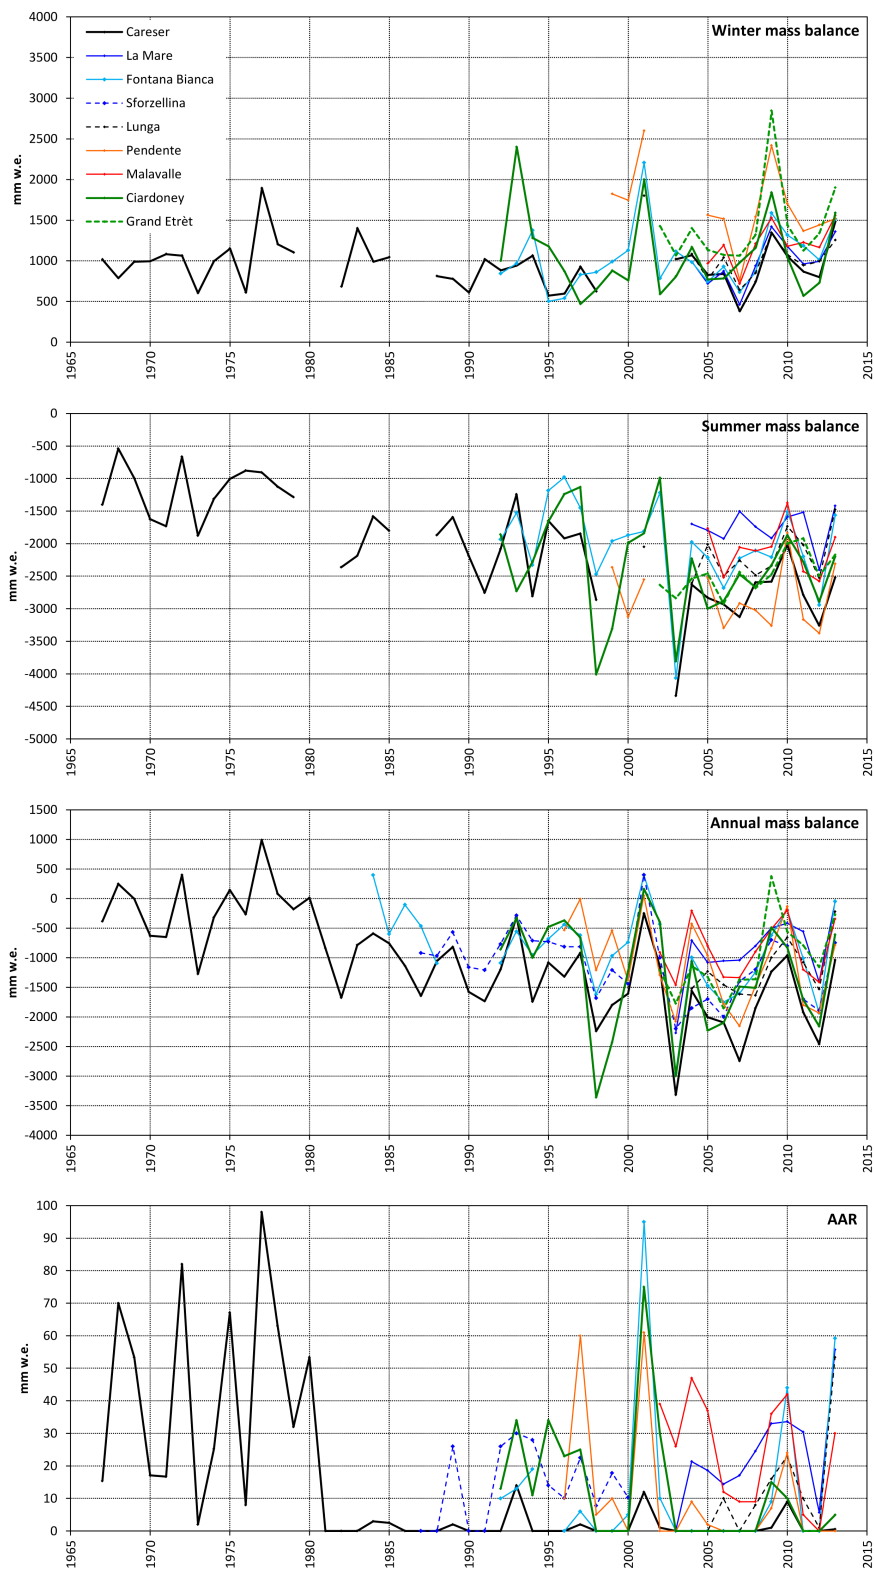 Winter mass balance
4000
3500
3000
2500
2000
1500
1000
500
0
mm w.e.
Careser
La Mare
Fontana Bianca
Sforzellina
Lunga
Pendente
Malavalle
Ciardoney
Grand Etrèt
1965 1970 1975 1980 1985 1990 1995 2000 2005 2010 2015
Summer mass balance
0
-500
-1000
-1500
-2000
-2500
-3000
-3500
-4000
-4500
-5000
mm w.e.
1965 1970 1975 1980 1985 1990 1995 2000 2005 2010 2015
Annual mass balance
1500
1000
500
0
-500
-1000
-1500
-2000
-2500
-3000
-3500
-4000
mm w.e.
1965 1970 1975 1980 1985 1990 1995 2000 2005 2010 2015
AAR
100
90
80
70
60
50
40
30
20
10
0
mm w.e.
1965 1970 1975 1980 1985 1990 1995 2000 2005 2010 2015